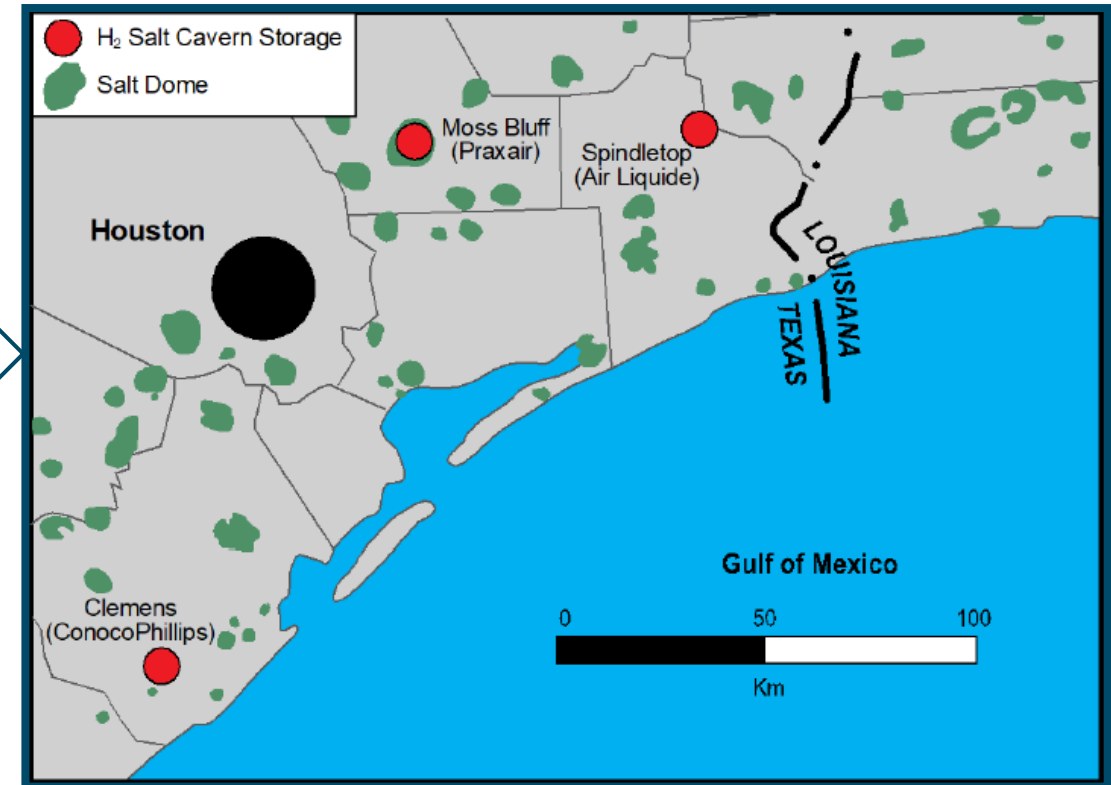 H₂ Salt Cavern Storage
Salt Dome
Moss Bluff
(Praxair)
Spindletop
(Air Liquide)
Houston
LOUISIANA
TEXAS
Gulf of Mexico
Clemens
(ConocoPhillips)
0 50 100
Km